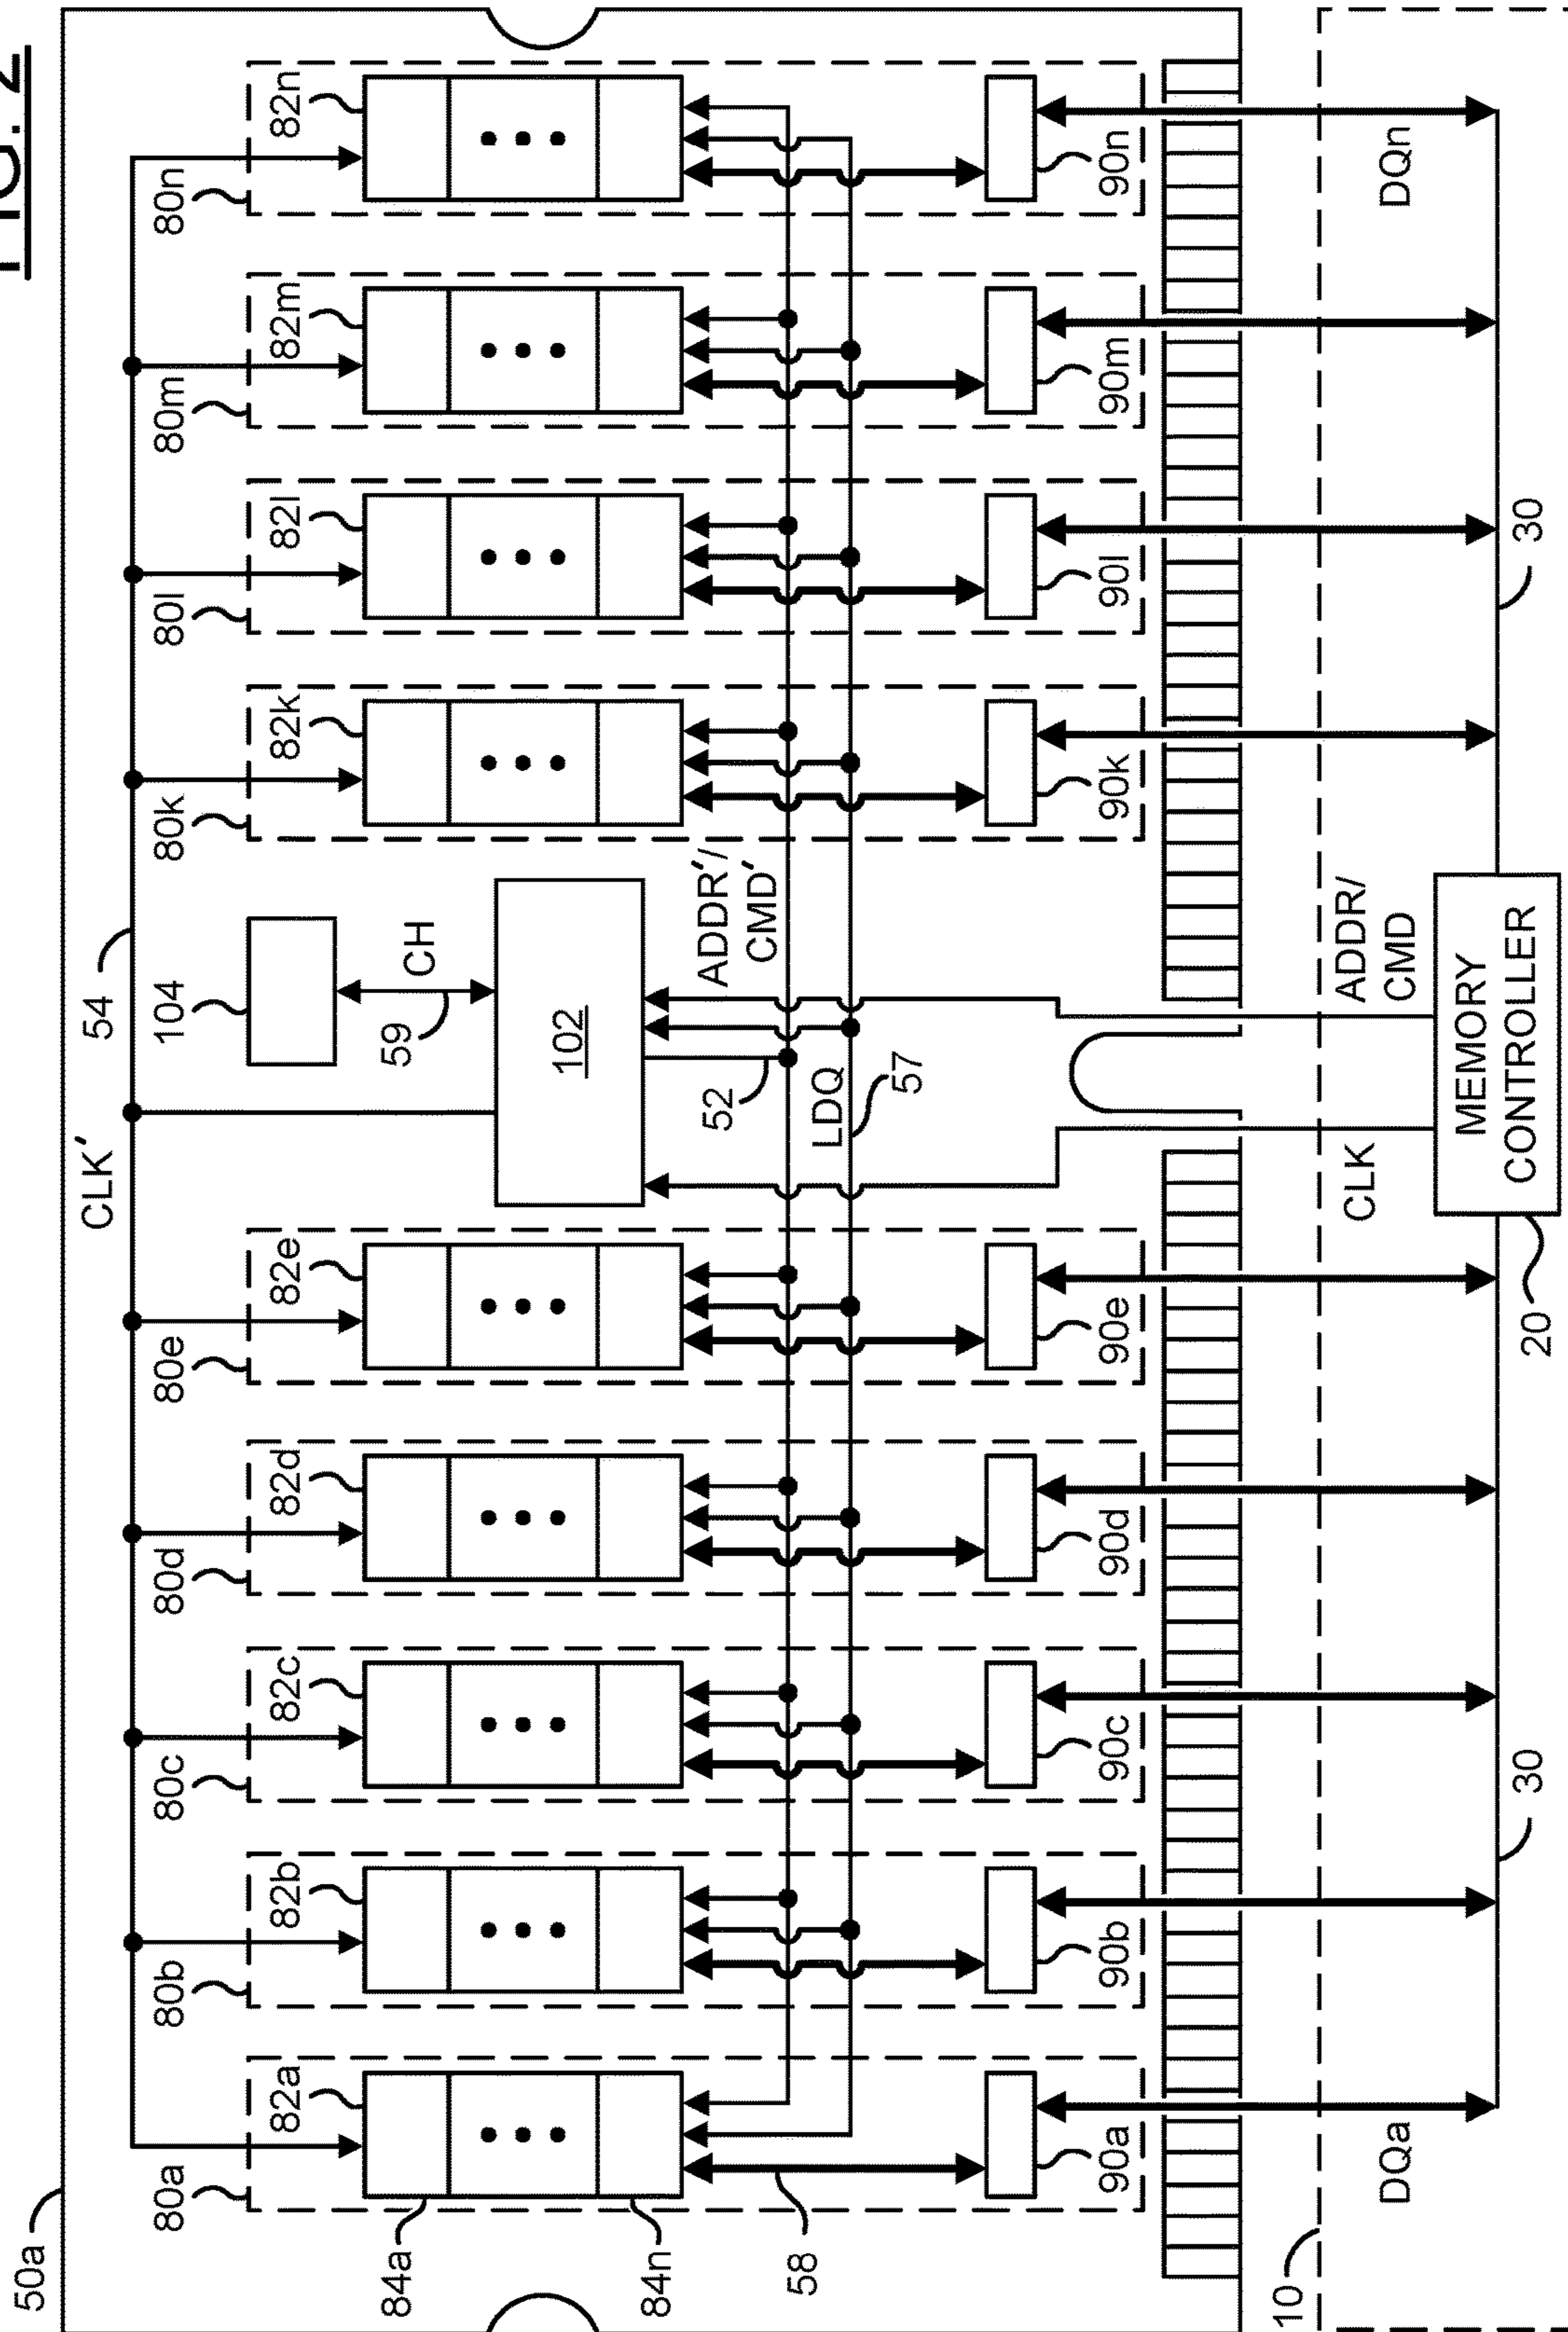 FIG. 2
50a
CLK′
54
80a
80b
80c
80d
80e
104
80k
80l
80m
80n
82a
82b
82c
82d
82e
82k
82l
82m
82n
84a
84n
59
CH
102
52
ADDR′/
CMD′
58
LDQ
57
90a
90b
90c
90d
90e
90k
90l
90m
90n
10
DQa
CLK
ADDR/
CMD
DQn
30
20
MEMORY
CONTROLLER
30